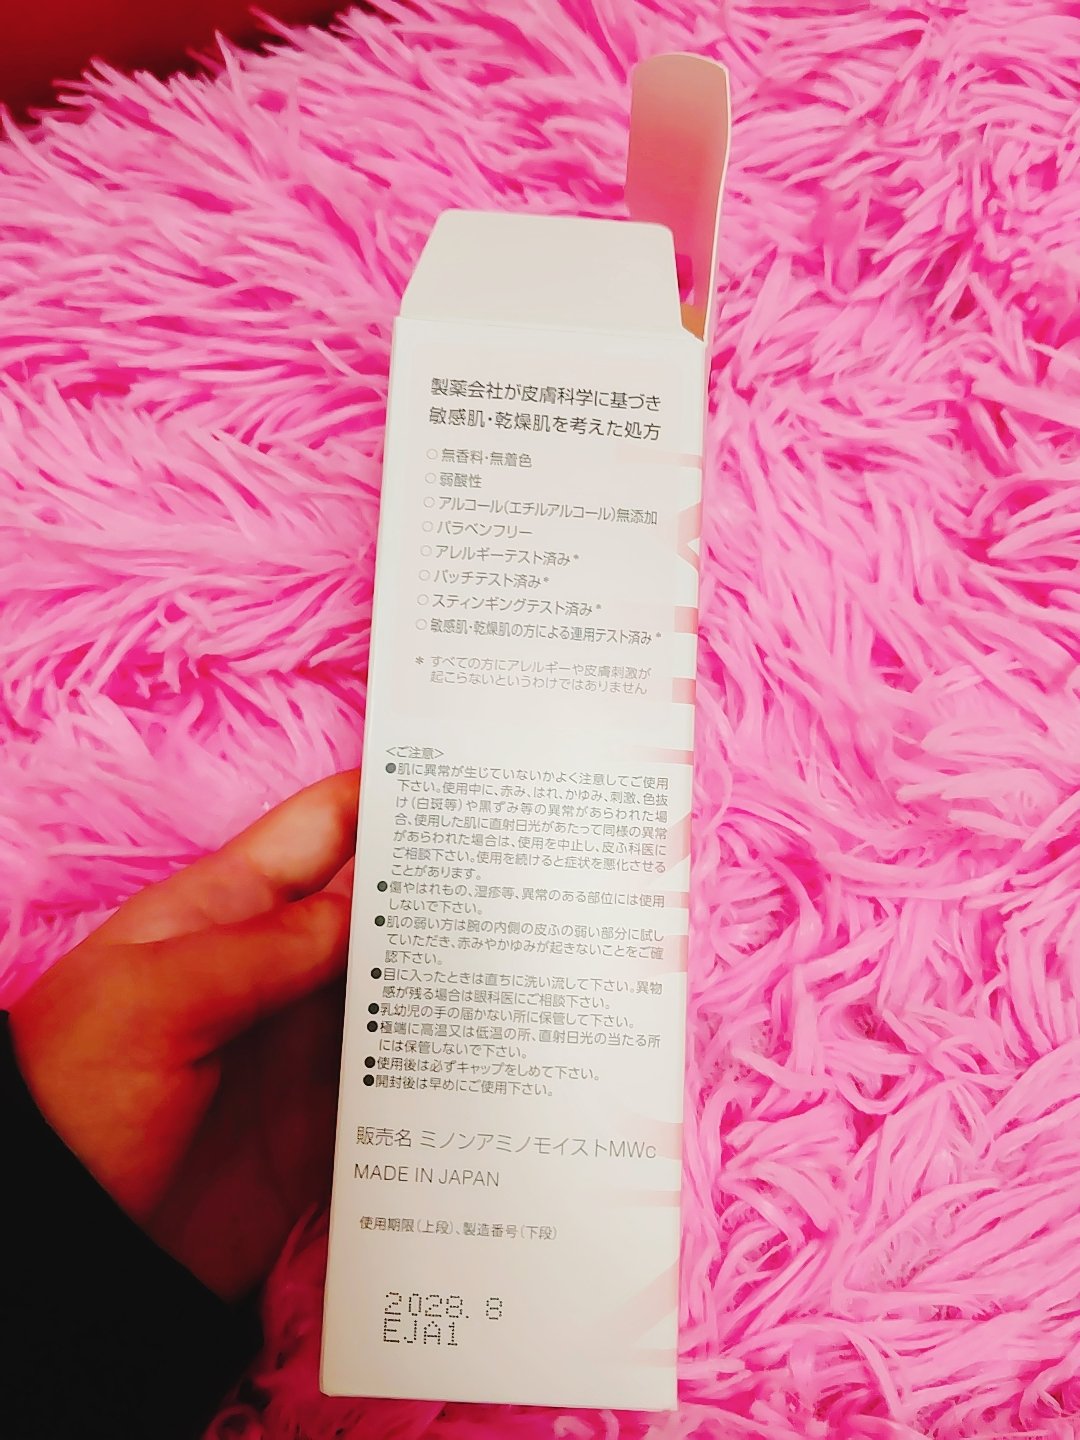 製薬会社が皮膚科学に基づき
敏感肌・乾燥肌を考えた処方
○無香料・無着色
○弱酸性
○アルコール(エチルアルコール)無添加
○パラベンフリー
○アレルギーテスト済み*
○パッチテスト済み*
○スティンギングテスト済み*
○敏感肌・乾燥肌の方による連用テスト済み*
* すべての方にアレルギーや皮膚刺激が
起こらないというわけではありません
<ご注意>
●肌に異常が生じていないかよく注意してご使用
下さい。使用中に、赤み、はれ、かゆみ、刺激、色抜
け(白斑等)や黒ずみ等の異常があらわれた場
合、使用した肌に直射日光があたって同様の異常
があらわれた場合は、使用を中止し、皮ふ科医に
ご相談下さい。使用を続けると症状を悪化させる
ことがあります。
●傷やはれもの、湿疹等、異常のある部位には使用
しないで下さい。
●肌の弱い方は腕の内側の皮ふの弱い部分に試し
ていただき、赤みやかゆみが起きないことをご確
認下さい。
●目に入ったときは直ちに洗い流して下さい。異物
感が残る場合は眼科医にご相談下さい。
●乳幼児の手の届かない所に保管して下さい。
●極端に高温又は低温の所、直射日光の当たる所
には保管しないで下さい。
●使用後は必ずキャップをしめて下さい。
●開封後は早めにご使用下さい。
販売名 ミノンアミノモイストMWc
MADE IN JAPAN
使用期限(上段)、製造番号(下段)
2028. 8
EJA1